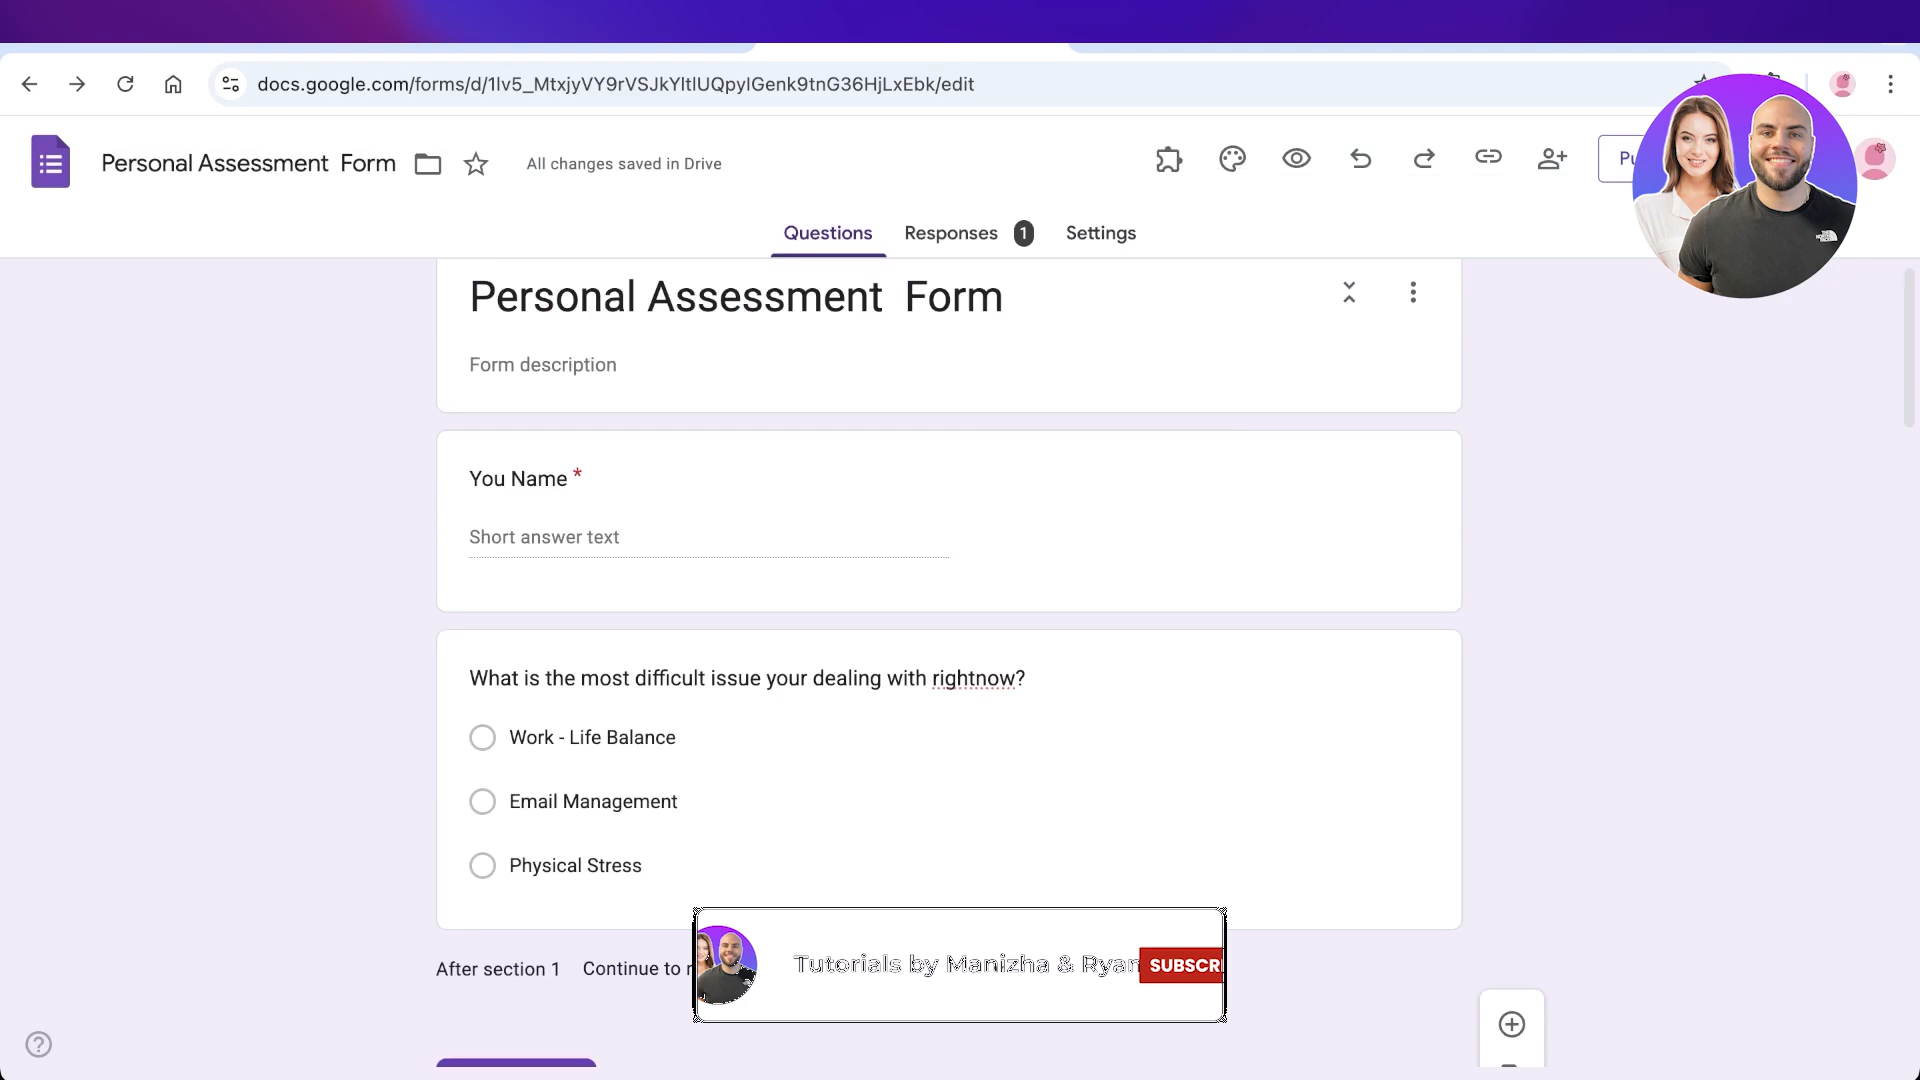 docs.google.com/forms/d/1lv5_MtxjyVY9rVSJkYltlUQpylGenk9tnG36HjLxEbk/edit
Personal Assessment Form
All changes saved in Drive
Questions
Responses 1
Settings
Personal Assessment Form
Form description
You Name *
Short answer text
What is the most difficult issue your dealing with rightnow?
Work - Life Balance
Email Management
Physical Stress
After section 1 Continue to
Tutorials by Manizha & Ryan
SUBSCRI